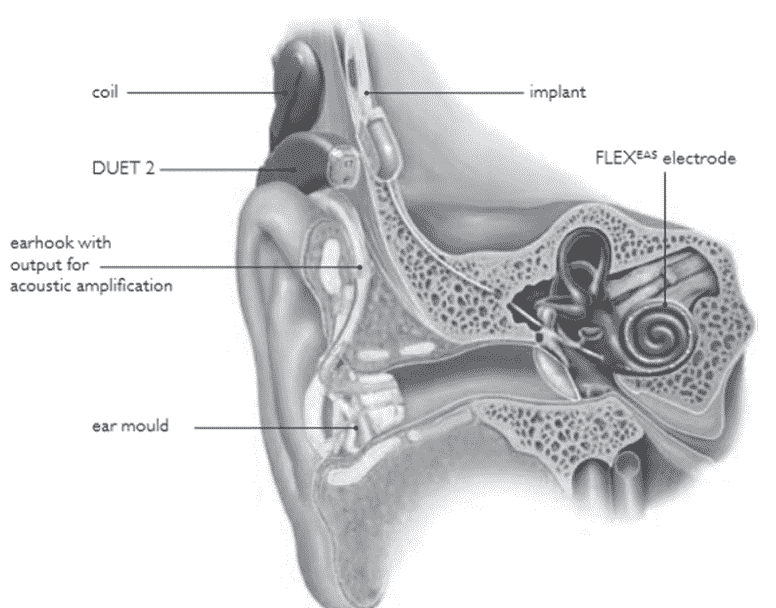 coil
implant
DUET 2
FLEXᴱᴬˢ electrode
earhook with
output for
acoustic amplification
ear mould